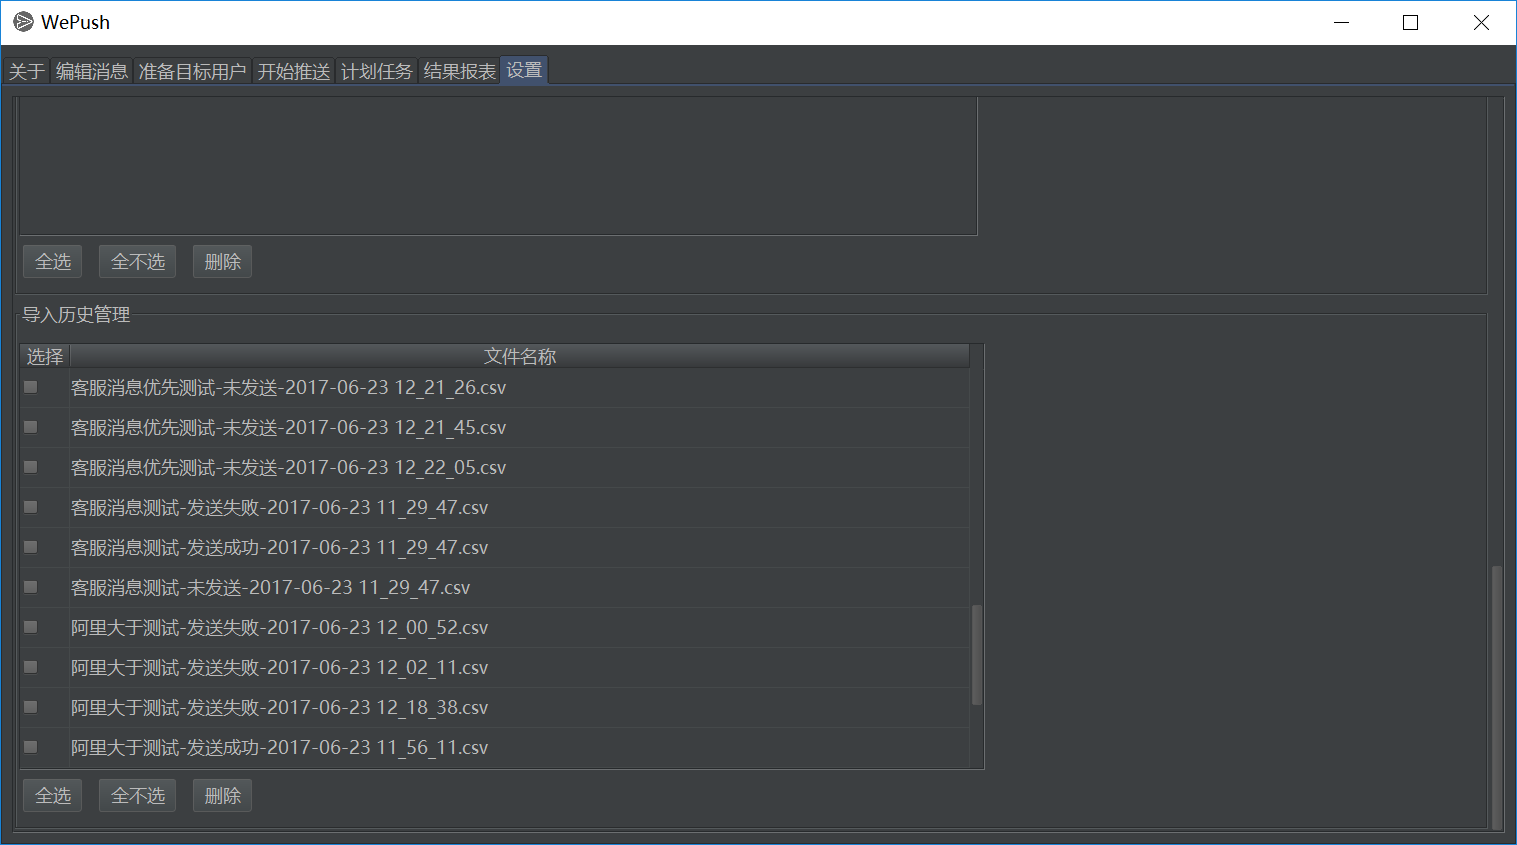 WePush
关于 编辑消息 准备目标用户 开始推送 计划任务 结果报表 设置
全选 全不选 删除
导入历史管理
选择 文件名称
客服消息优先测试-未发送-2017-06-23 12_21_26.csv
客服消息优先测试-未发送-2017-06-23 12_21_45.csv
客服消息优先测试-未发送-2017-06-23 12_22_05.csv
客服消息测试-发送失败-2017-06-23 11_29_47.csv
客服消息测试-发送成功-2017-06-23 11_29_47.csv
客服消息测试-未发送-2017-06-23 11_29_47.csv
阿里大于测试-发送失败-2017-06-23 12_00_52.csv
阿里大于测试-发送失败-2017-06-23 12_02_11.csv
阿里大于测试-发送失败-2017-06-23 12_18_38.csv
阿里大于测试-发送成功-2017-06-23 11_56_11.csv
全选 全不选 删除